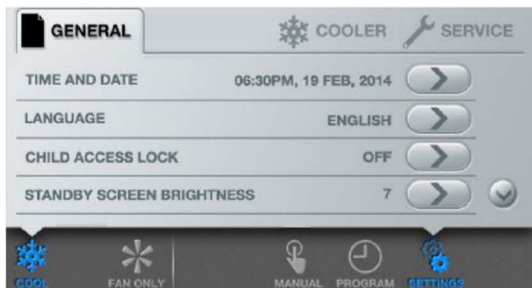 GENERAL COOLER SERVICE
TIME AND DATE 06:30PM, 19 FEB, 2014
LANGUAGE ENGLISH
CHILD ACCESS LOCK OFF
STANDBY SCREEN BRIGHTNESS 7
COOL FAN ONLY MANUAL PROGRAM SETTINGS